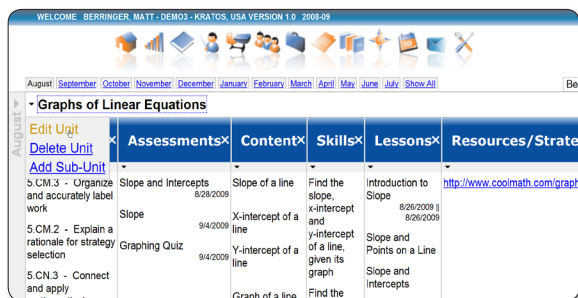 WELCOME BERRINGER, MATT - DEMO3 - KRATOS, USA VERSION 1.0 2008-09
August September October November December January February March April May June July Show All
Be
August
Graphs of Linear Equations
Edit Unit
Delete Unit
Add Sub-Unit
x Assessmentsx Contentx Skillsx Lessonsx Resources/Strate
5.CM.3 - Organize
and accurately label
work
5.CM.2 - Explain a
rationale for strategy
selection
5.CN.3 - Connect
and apply
Slope and Intercepts
8/28/2009
Slope
9/4/2009
Graphing Quiz
9/4/2009
Slope of a line
X-intercept of a
line
Y-intercept of a
line
Graph of a line
Find the
slope,
x-intercept
and
y-intercept
of a line,
given its
graph
Find the
Introduction to
Slope
8/26/2009 ||
8/26/2009
Slope and
Points on a Line
Slope and
Intercepts
http://www.coolmath.com/graph